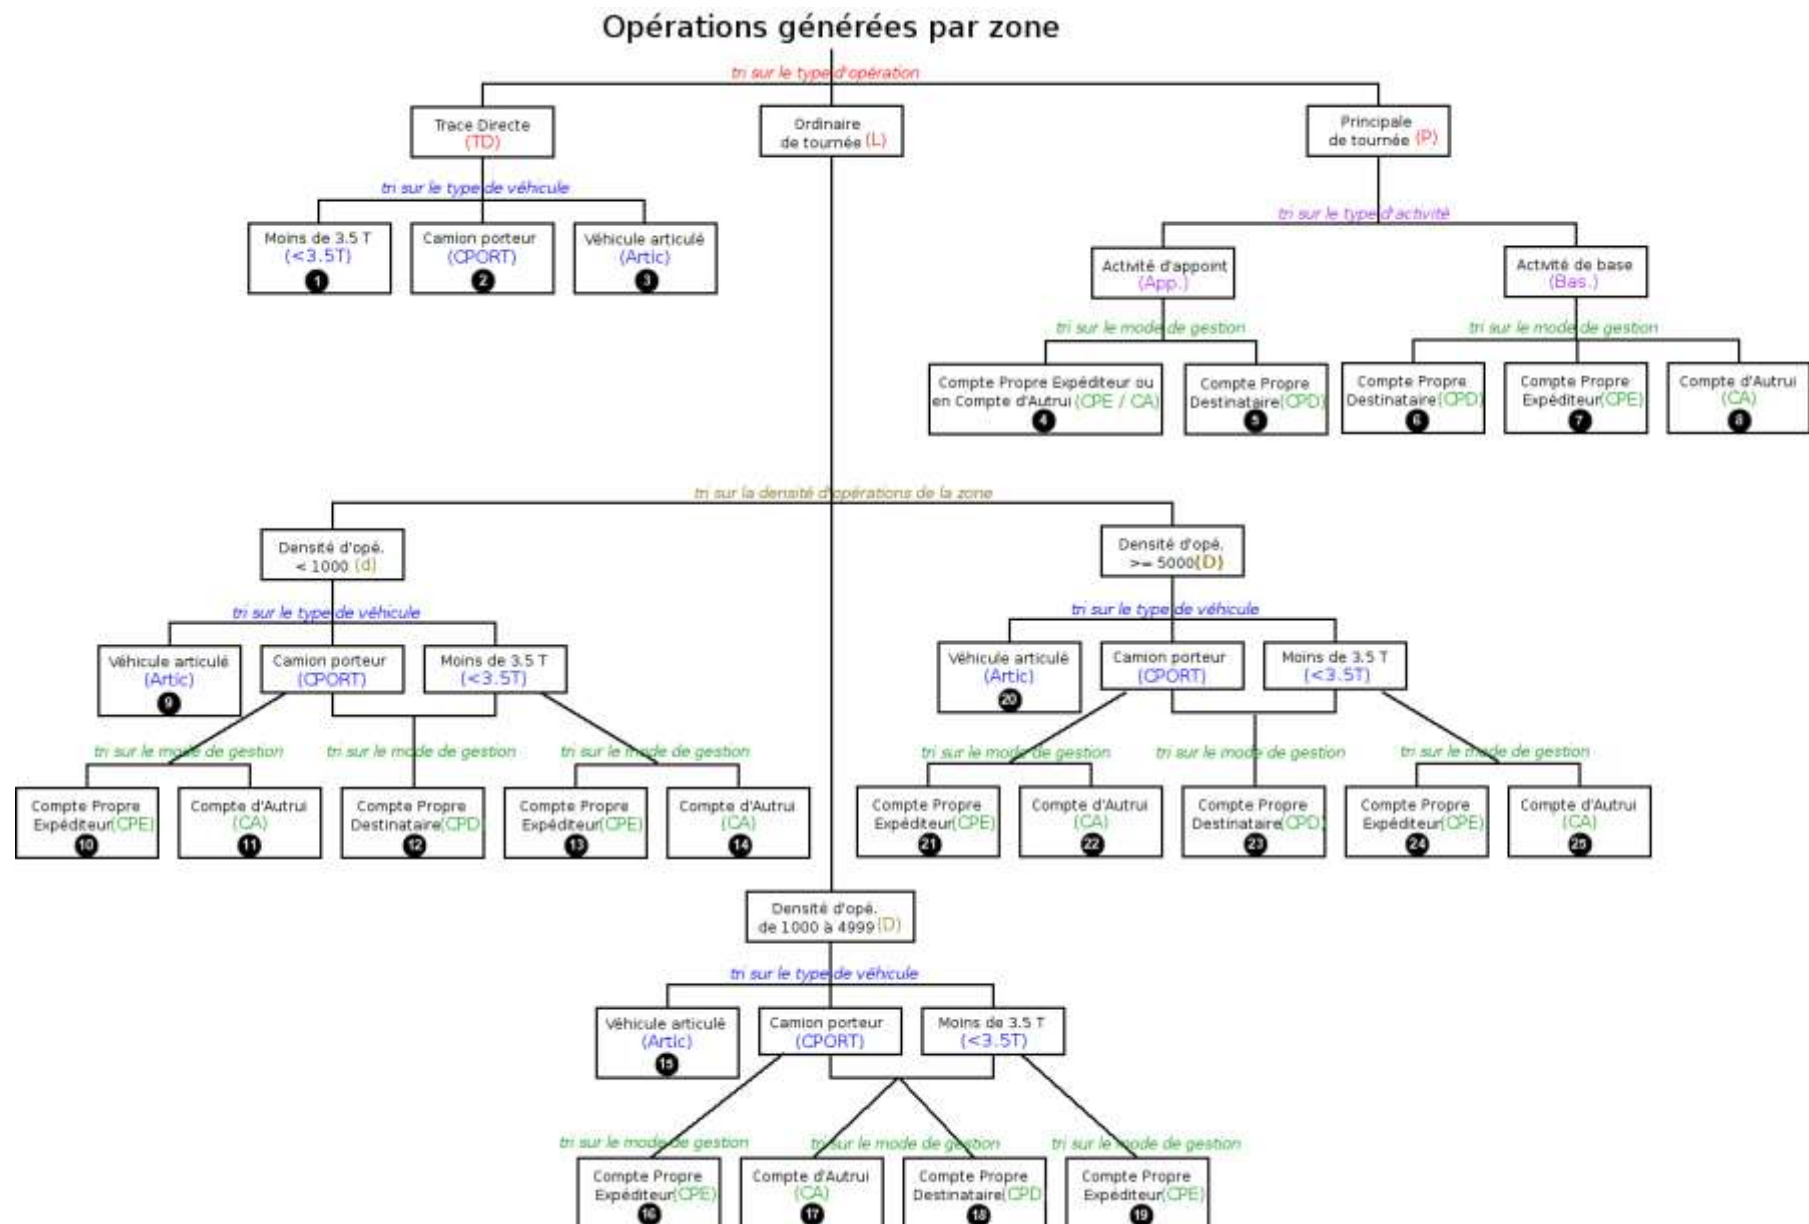 Opérations générées par zone
tri sur le type d'opération
Trace Directe
(TD)
Ordinaire
de tournée (L)
Principale
de tournée (P)
tri sur le type de véhicule
Moins de 3.5 T
(<3.5T)
1
Camion porteur
(CPORT)
2
Véhicule articulé
(Artic)
3
tri sur le type d'activité
Activité d'appoint
(App.)
Activité de base
(Bas.)
tri sur le mode de gestion
tri sur le mode de gestion
Compte Propre Expéditeur ou
en Compte d'Autrui (CPE / CA)
4
Compte Propre
Destinataire(CPD)
5
Compte Propre
Destinataire(CPD)
6
Compte Propre
Expéditeur(CPE)
7
Compte d'Autrui
(CA)
8
tri sur la densité d'opérations de la zone
Densité d'opé.
< 1000 (d)
Densité d'opé.
>= 5000(D)
tri sur le type de véhicule
tri sur le type de véhicule
Véhicule articulé
(Artic)
9
Camion porteur
(CPORT)
Moins de 3.5 T
(<3.5T)
Véhicule articulé
(Artic)
20
Camion porteur
(CPORT)
Moins de 3.5 T
(<3.5T)
tri sur le mode de gestion
tri sur le mode de gestion
tri sur le mode de gestion
tri sur le mode de gestion
tri sur le mode de gestion
tri sur le mode de gestion
Compte Propre
Expéditeur(CPE)
10
Compte d'Autrui
(CA)
11
Compte Propre
Destinataire(CPD
12
Compte Propre
Expéditeur(CPE)
13
Compte d'Autrui
(CA)
14
Compte Propre
Expéditeur(CPE)
21
Compte d'Autrui
(CA)
22
Compte Propre
Destinataire(CPD)
23
Compte Propre
Expéditeur(CPE)
24
Compte d'Autrui
(CA)
25
Densité d'opé.
de 1000 à 4999(D)
tri sur le type de véhicule
Véhicule articulé
(Artic)
15
Camion porteur
(CPORT)
Moins de 3.5 T
(<3.5T)
tri sur le mode de gestion
tri sur le mode de gestion
tri sur le mode de gestion
Compte Propre
Expéditeur(CPE)
16
Compte d'Autrui
(CA)
17
Compte Propre
Destinataire(CPD
18
Compte Propre
Expéditeur(CPE)
19